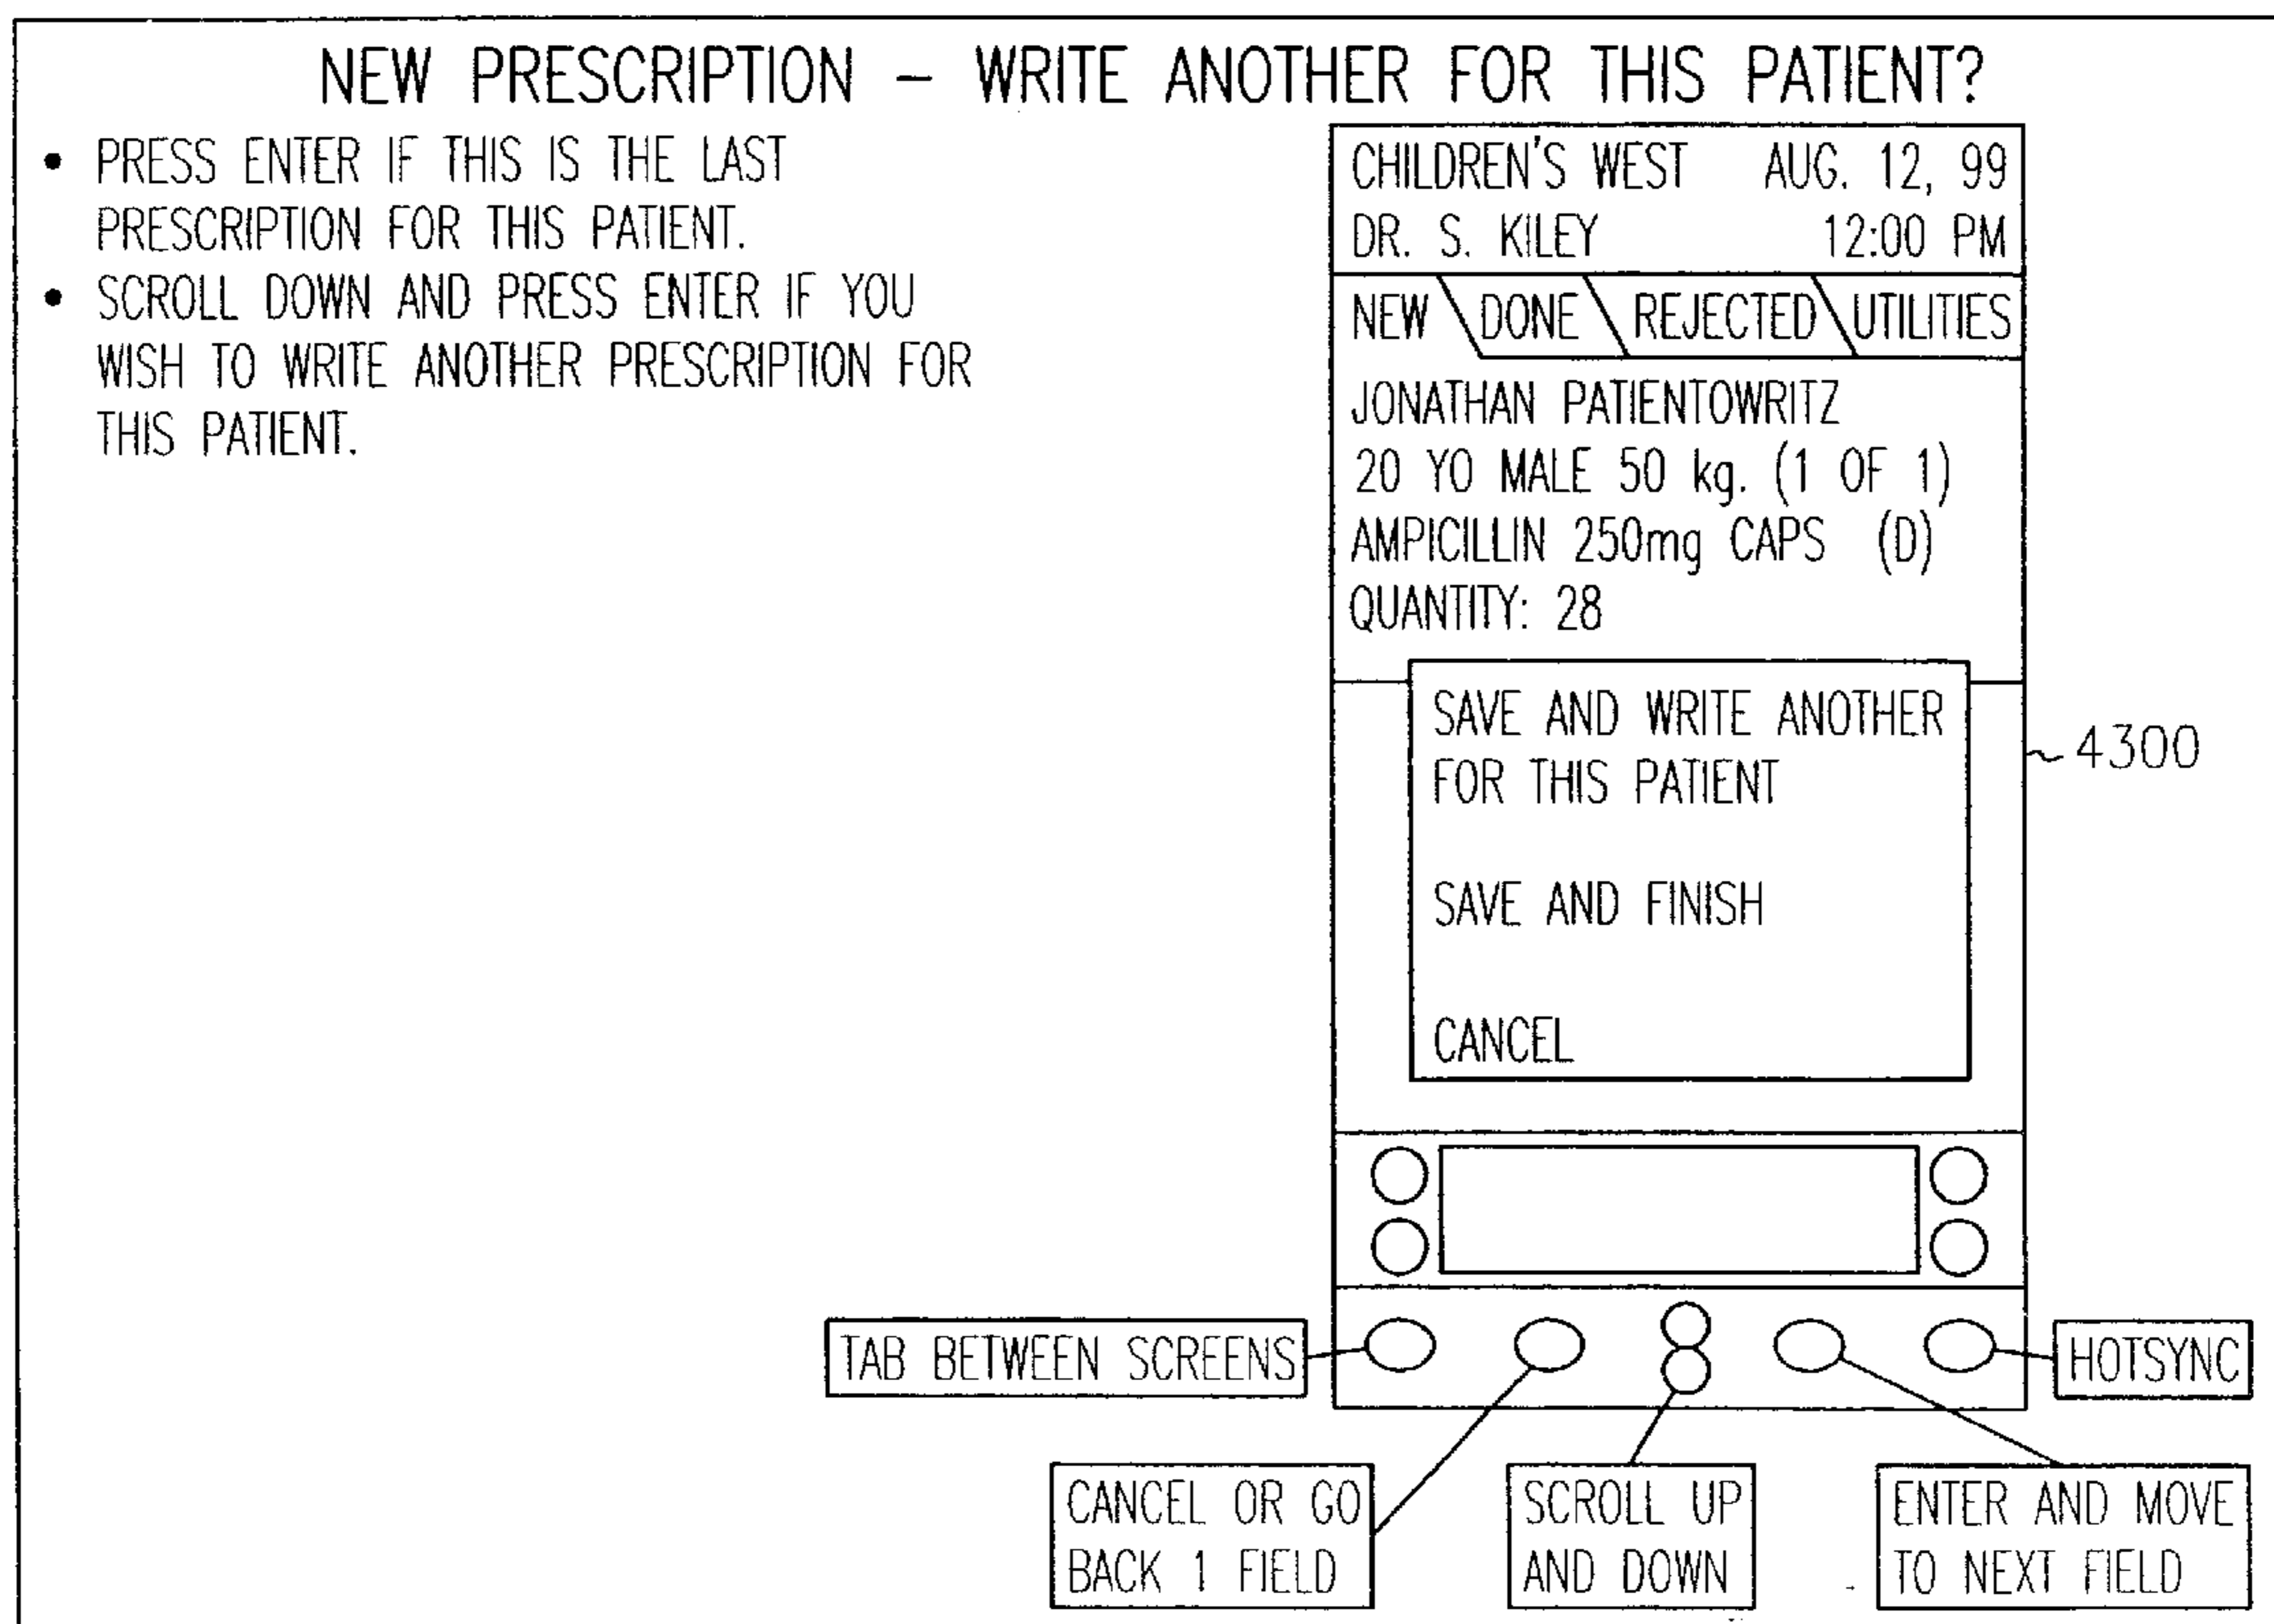 NEW PRESCRIPTION – WRITE ANOTHER FOR THIS PATIENT?
• PRESS ENTER IF THIS IS THE LAST
PRESCRIPTION FOR THIS PATIENT.
• SCROLL DOWN AND PRESS ENTER IF YOU
WISH TO WRITE ANOTHER PRESCRIPTION FOR
THIS PATIENT.
CHILDREN'S WEST AUG. 12, 99
DR. S. KILEY 12:00 PM
NEW DONE REJECTED UTILITIES
JONATHAN PATIENTOWRITZ
20 YO MALE 50 kg. (1 OF 1)
AMPICILLIN 250mg CAPS (D)
QUANTITY: 28
SAVE AND WRITE ANOTHER
FOR THIS PATIENT
SAVE AND FINISH
CANCEL
4300
TAB BETWEEN SCREENS
HOTSYNC
CANCEL OR GO
BACK 1 FIELD
SCROLL UP
AND DOWN
ENTER AND MOVE
TO NEXT FIELD